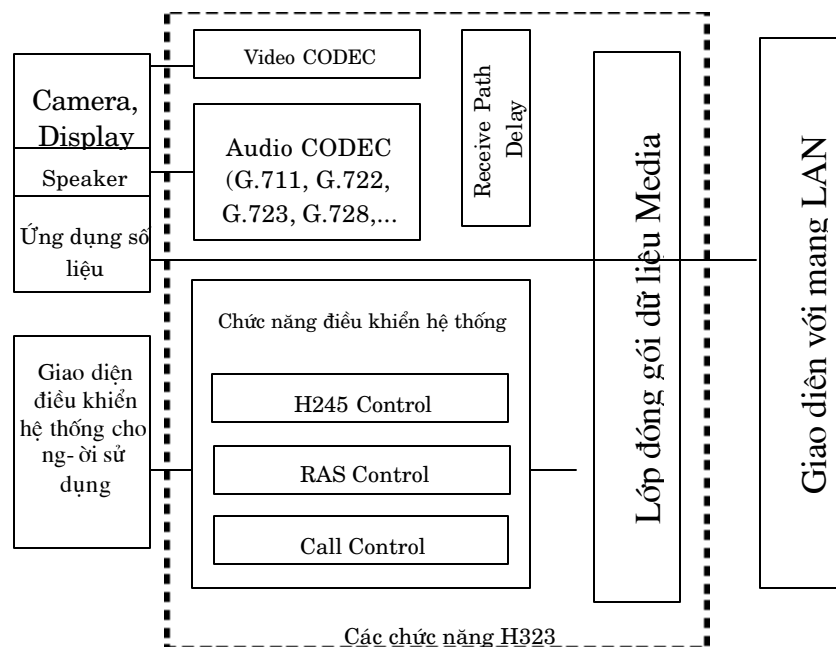 Video CODEC
Camera,
Display
Speaker
Ứng dụng số
liệu
Audio CODEC
(G.711, G.722,
G.723, G.728,...
Receive Path
Delay
Lớp đóng gói dữ liệu Media
Giao diên với mang LAN
Chức năng điều khiển hệ thống
H245 Control
RAS Control
Call Control
Giao diện
điều khiển
hệ thống cho
ng- ời sử
dụng
Các chức năng H323